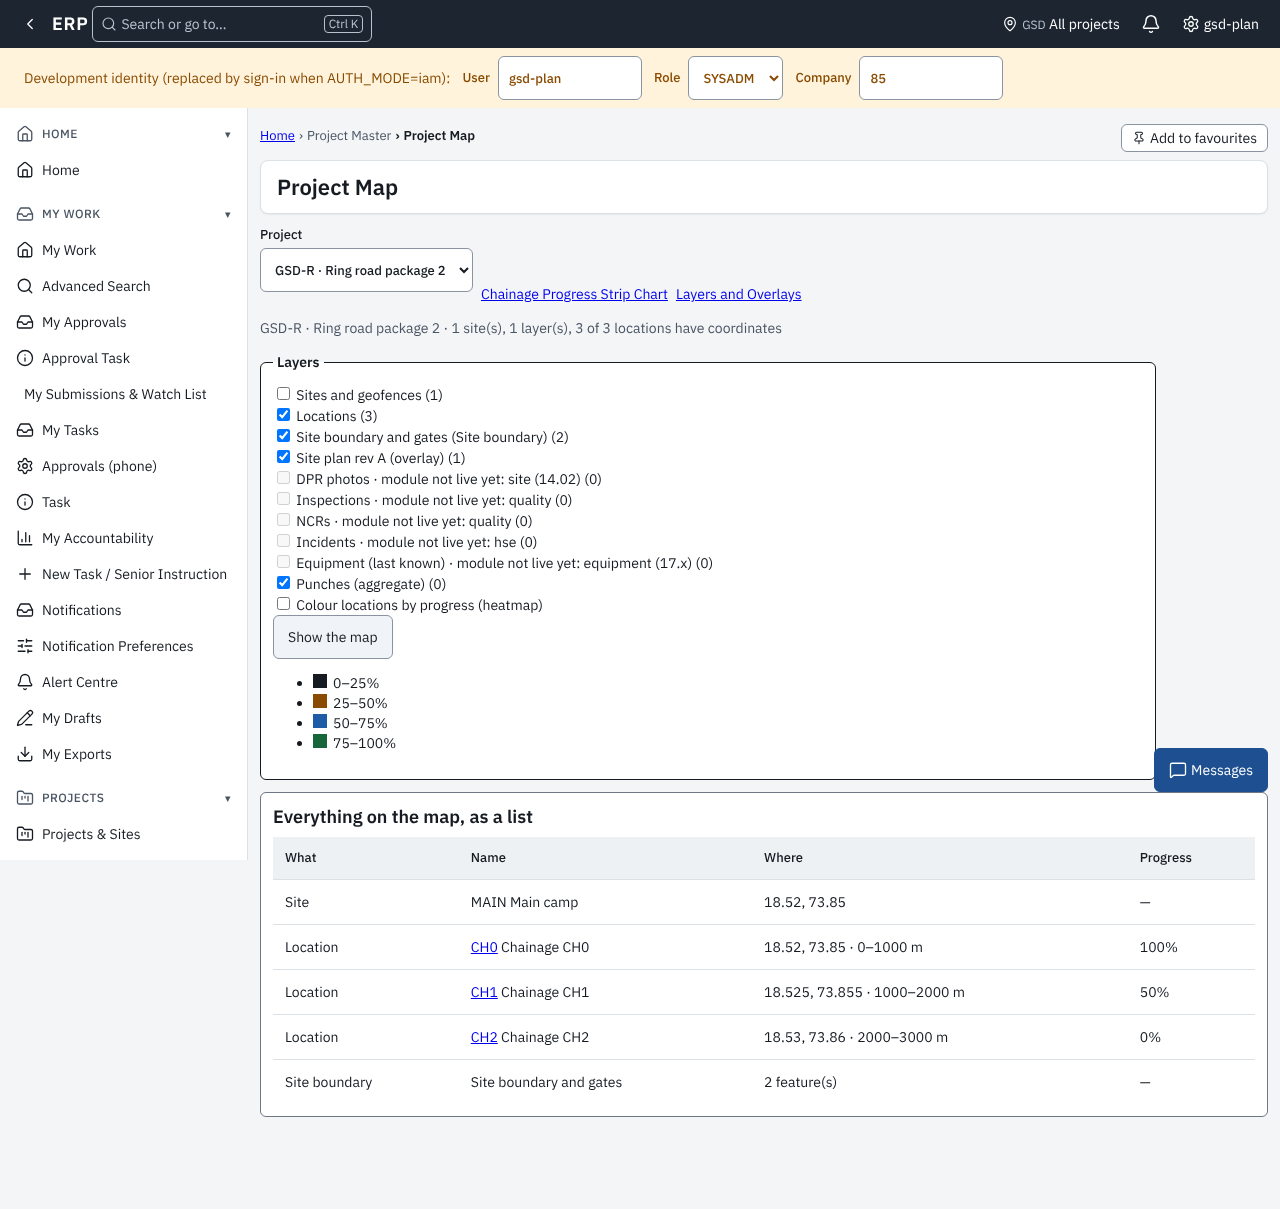 ERP
Search or go to...
Ctrl K
GSD All projects
gsd-plan
Development identity (replaced by sign-in when AUTH_MODE=iam):
User
gsd-plan
Role
SYSADM
Company
85
HOME
Home
MY WORK
My Work
Advanced Search
My Approvals
Approval Task
My Submissions & Watch List
My Tasks
Approvals (phone)
Task
My Accountability
New Task / Senior Instruction
Notifications
Notification Preferences
Alert Centre
My Drafts
My Exports
PROJECTS
Projects & Sites
Home › Project Master › Project Map
Add to favourites
Project Map
Project
GSD-R · Ring road package 2
Chainage Progress Strip Chart
Layers and Overlays
GSD-R · Ring road package 2 · 1 site(s), 1 layer(s), 3 of 3 locations have coordinates
Layers
Sites and geofences (1)
Locations (3)
Site boundary and gates (Site boundary) (2)
Site plan rev A (overlay) (1)
DPR photos · module not live yet: site (14.02) (0)
Inspections · module not live yet: quality (0)
NCRs · module not live yet: quality (0)
Incidents · module not live yet: hse (0)
Equipment (last known) · module not live yet: equipment (17.x) (0)
Punches (aggregate) (0)
Colour locations by progress (heatmap)
Show the map
0–25%
25–50%
50–75%
75–100%
Messages
Everything on the map, as a list
What Name Where Progress
Site MAIN Main camp 18.52, 73.85 —
Location CH0 Chainage CH0 18.52, 73.85 · 0–1000 m 100%
Location CH1 Chainage CH1 18.525, 73.855 · 1000–2000 m 50%
Location CH2 Chainage CH2 18.53, 73.86 · 2000–3000 m 0%
Site boundary Site boundary and gates 2 feature(s) —